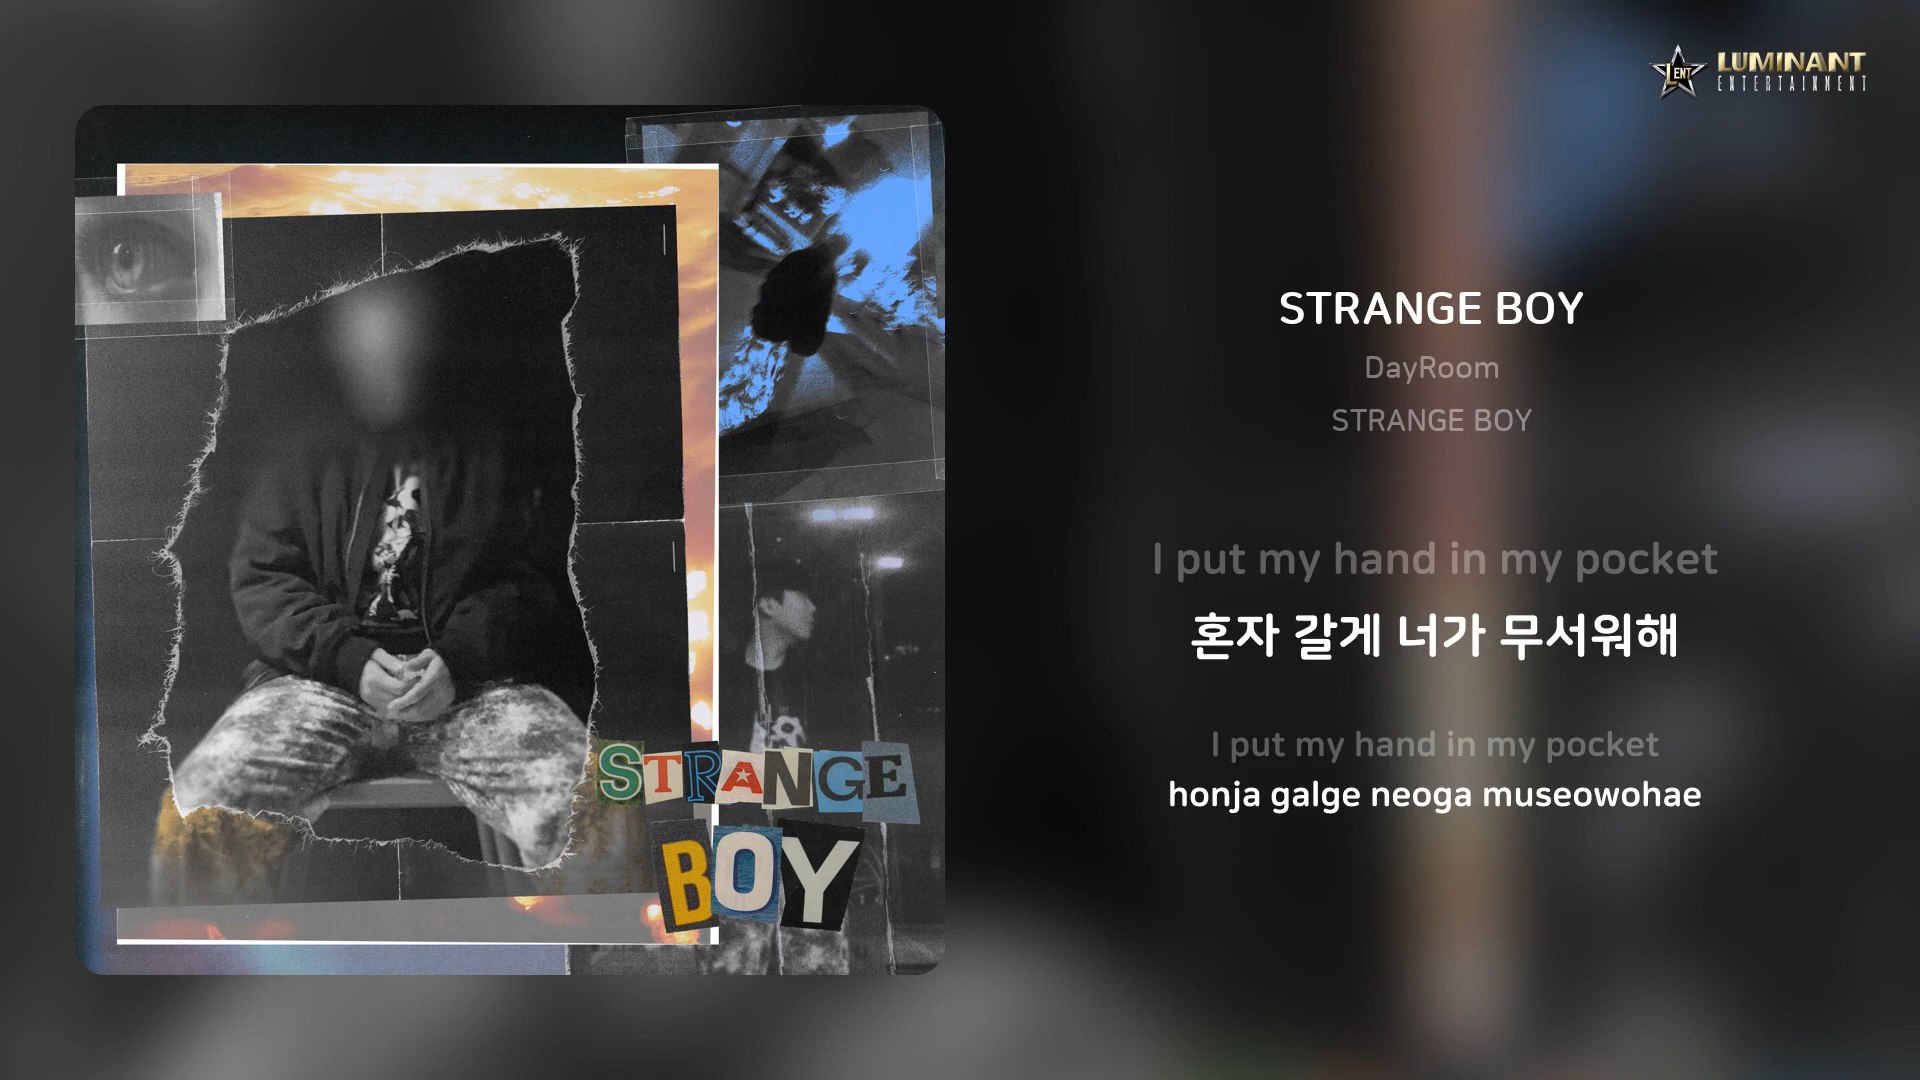 LENT
LUMINANT
ENTERTAINMENT
STRANGE
BOY
STRANGE BOY
DayRoom
STRANGE BOY
I put my hand in my pocket
혼자 갈게 너가 무서워해
I put my hand in my pocket
honja galge neoga museowohae